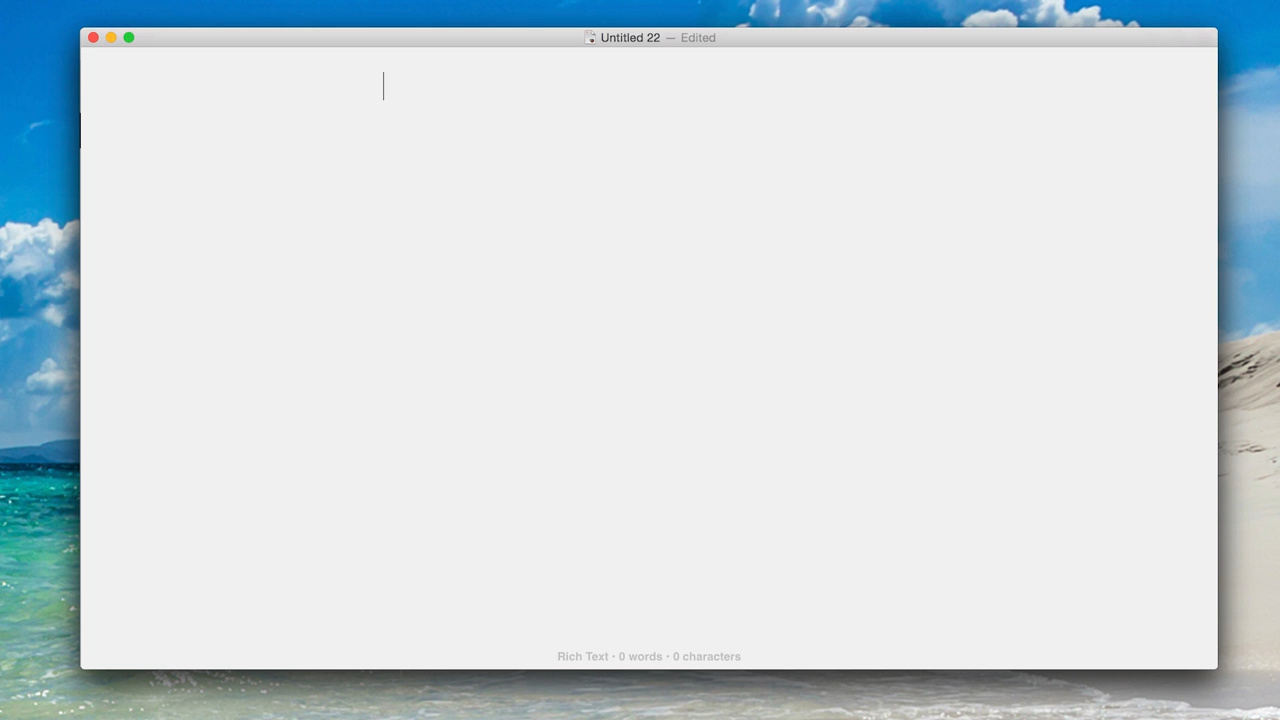 Untitled 22 — Edited
Rich Text · 0 words · 0 characters